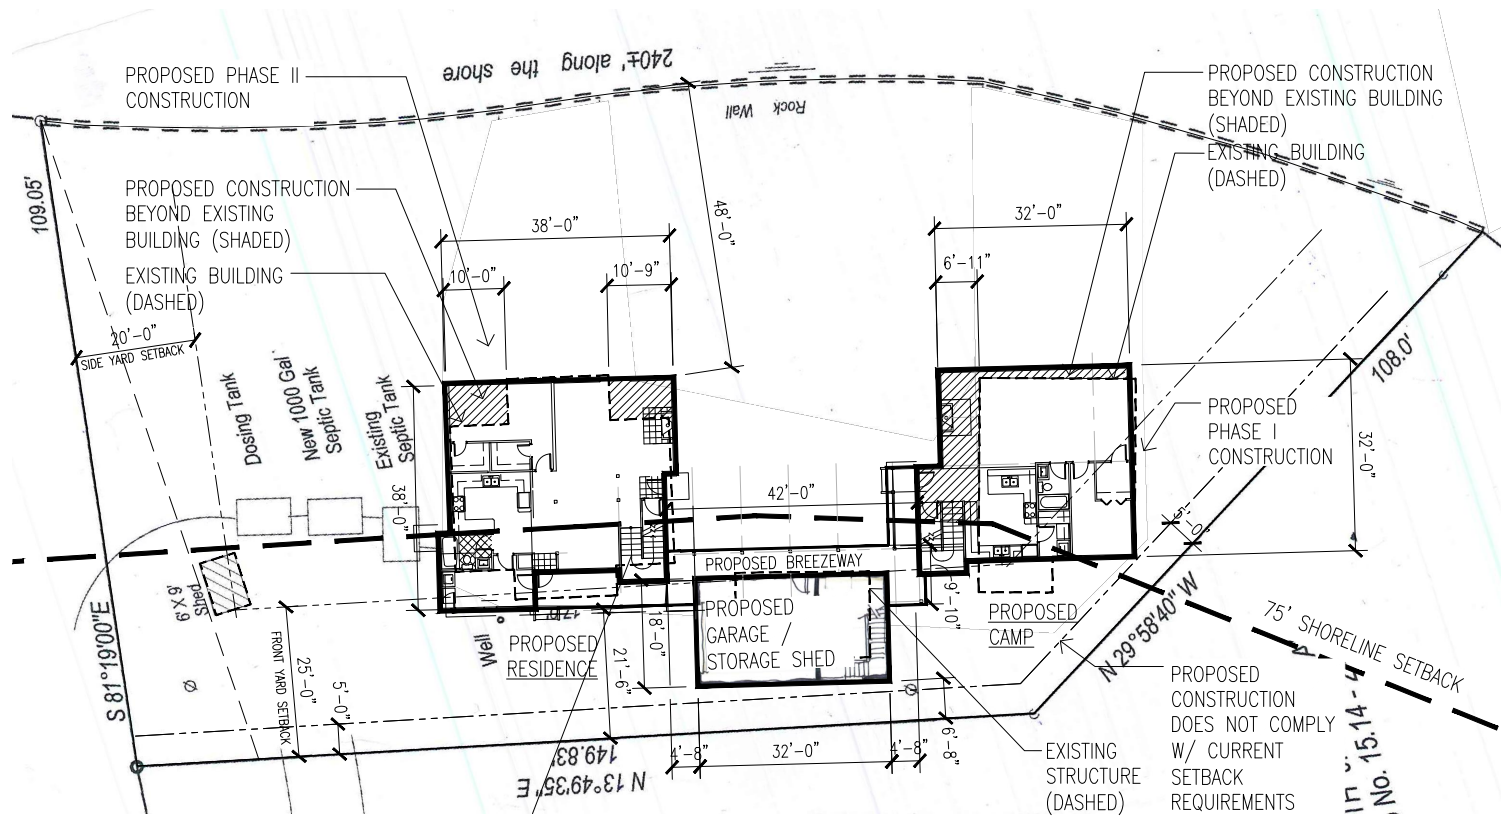 240±' along the shore
Rock Wall
PROPOSED PHASE II
CONSTRUCTION
PROPOSED CONSTRUCTION
BEYOND EXISTING BUILDING
(SHADED)
EXISTING BUILDING
(DASHED)
109.05'
PROPOSED CONSTRUCTION
BEYOND EXISTING
BUILDING (SHADED)
EXISTING BUILDING
(DASHED)
38'-0"
10'-0"
10'-9"
48'-0"
32'-0"
6'-11"
20'-0"
SIDE YARD SETBACK
Dosing Tank
New 1000 Gal
Septic Tank
Existing
Septic Tank
38'-0"
108.0'
PROPOSED
PHASE I
CONSTRUCTION
32'-0"
42'-0"
5'-0"
PROPOSED BREEZEWAY
6' X 9'
Shed
S 81°19'00"E
FRONT YARD SETBACK
25'-0"
5'-0"
Well
PROPOSED
RESIDENCE
21'-6"
18'-0"
PROPOSED
GARAGE /
STORAGE SHED
9'-10"
PROPOSED
CAMP
N 29°58'40" W
75' SHORELINE SETBACK
149.83'
N 13°49'35" E
4'-8"
32'-0"
4'-8"
6'-8"
EXISTING
STRUCTURE
(DASHED)
PROPOSED
CONSTRUCTION
DOES NOT COMPLY
W/ CURRENT
SETBACK
REQUIREMENTS
No. 15.14 - 4